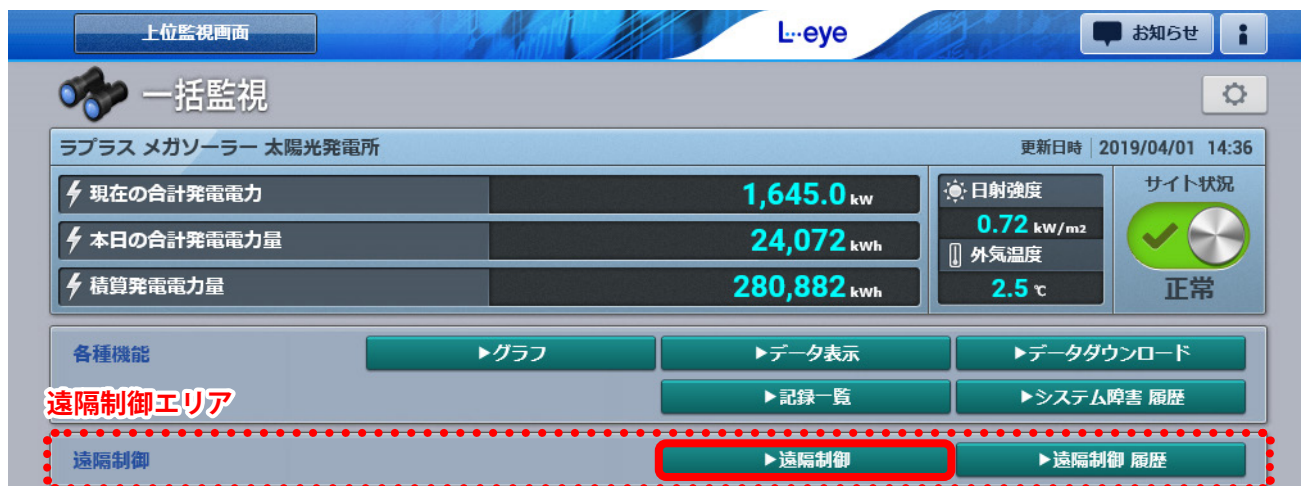 上位監視画面
L・・eye
お知らせ
一括監視
ラプラス メガソーラー 太陽光発電所
更新日時 2019/04/01 14:36
現在の合計発電電力 1,645.0 kW
本日の合計発電電力量 24,072 kWh
積算発電電力量 280,882 kWh
日射強度
0.72 kW/m2
外気温度
2.5 ℃
サイト状況
正常
各種機能
▶グラフ
▶データ表示
▶データダウンロード
▶記録一覧
▶システム障害 履歴
遠隔制御エリア
遠隔制御
▶遠隔制御
▶遠隔制御 履歴